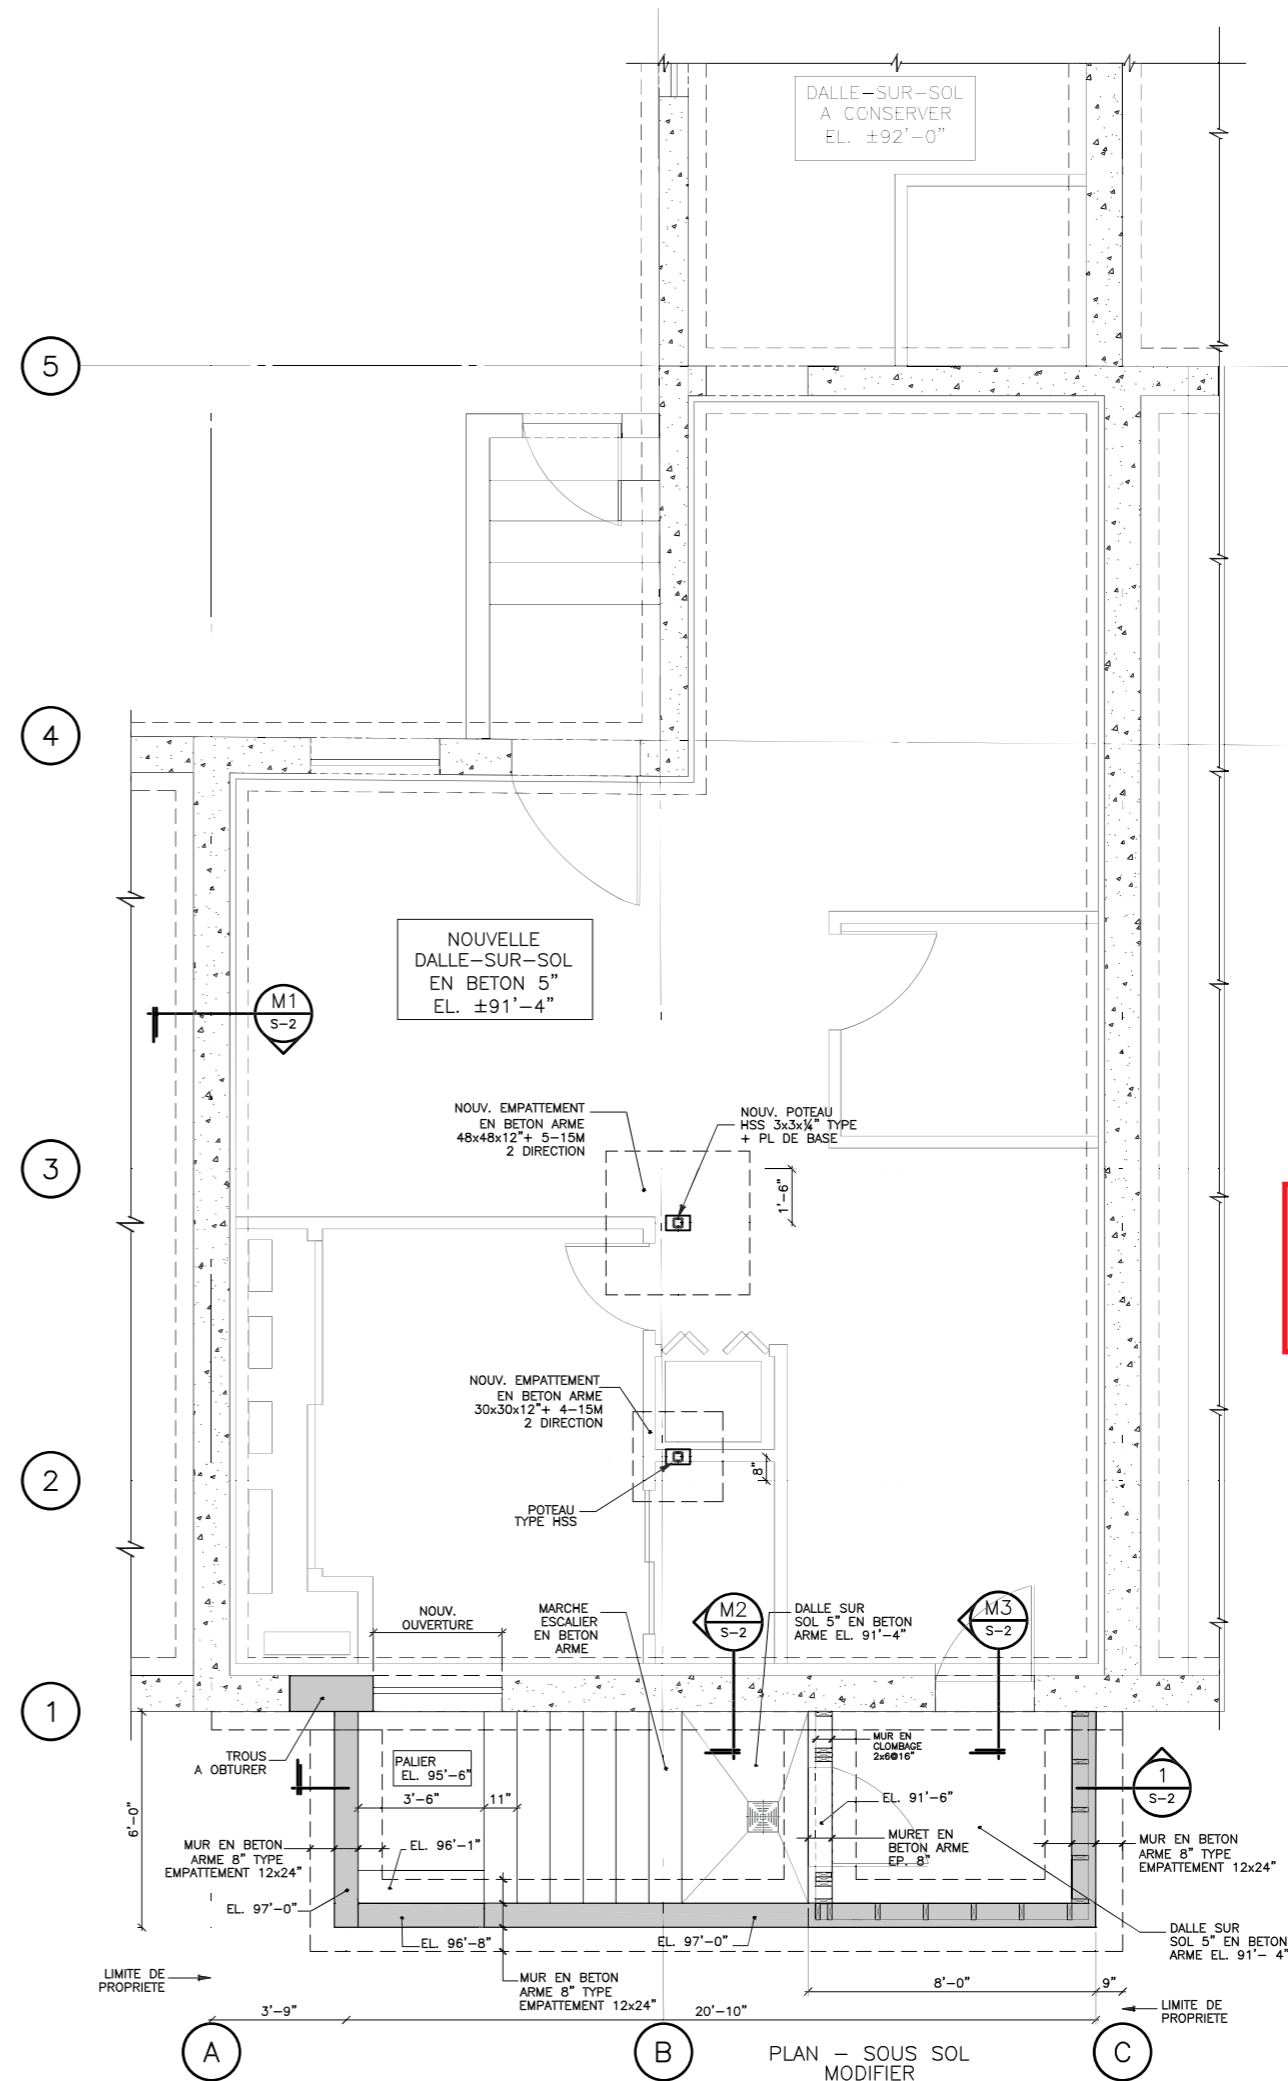 DALLE-SUR-SOL
A CONSERVER
EL. ±92'-0"
5
4
NOUVELLE
DALLE-SUR-SOL
EN BETON 5"
EL. ±91'-4"
M1
S-2
NOUV. EMPATTEMENT
EN BETON ARME
48x48x12"+ 5-15M
2 DIRECTION
NOUV. POTEAU
HSS 3x3x¼" TYPE
+ PL DE BASE
3
1'-6"
NOUV. EMPATTEMENT
EN BETON ARME
30x30x12"+ 4-15M
2 DIRECTION
2
8"
POTEAU
TYPE HSS
NOUV.
OUVERTURE
MARCHE
ESCALIER
EN BETON
ARME
M2
S-2
DALLE SUR
SOL 5" EN BETON
ARME EL. 91'-4"
M3
S-2
1
TROUS
A OBTURER
PALIER
EL. 95'-6"
3'-6"
11"
MUR EN
CLOMBAGE
2x6@16"
EL. 91'-6"
1
S-2
6'-0"
MUR EN BETON
ARME 8" TYPE
EMPATTEMENT 12x24"
EL. 96'-1"
MURET EN
BETON ARME
EP. 8"
MUR EN BETON
ARME 8" TYPE
EMPATTEMENT 12x24"
EL. 97'-0"
EL. 96'-8"
EL. 97'-0"
DALLE SUR
SOL 5" EN BETON
ARME EL. 91'- 4"
LIMITE DE
PROPRIETE
MUR EN BETON
ARME 8" TYPE
EMPATTEMENT 12x24"
8'-0"
9"
3'-9"
20'-10"
LIMITE DE
PROPRIETE
A
B
PLAN - SOUS SOL
MODIFIER
C